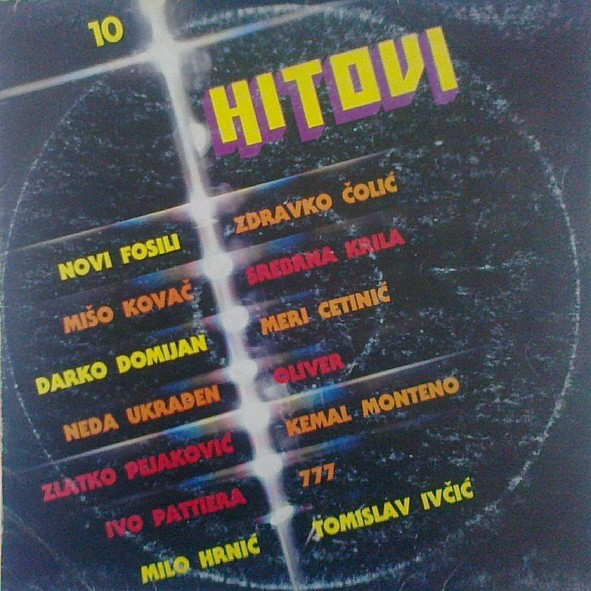 10
HITOVI
NOVI FOSILI
MIŠO KOVAČ
DARKO DOMIJAN
NEDA UKRAĐEN
ZLATKO PEJAKOVIĆ
IVO PATTIERA
MILO HRNIĆ
ZDRAVKO ČOLIĆ
SREBRNA KRILA
MERI CETINIĆ
OLIVER
KEMAL MONTENO
777
TOMISLAV IVČIĆ